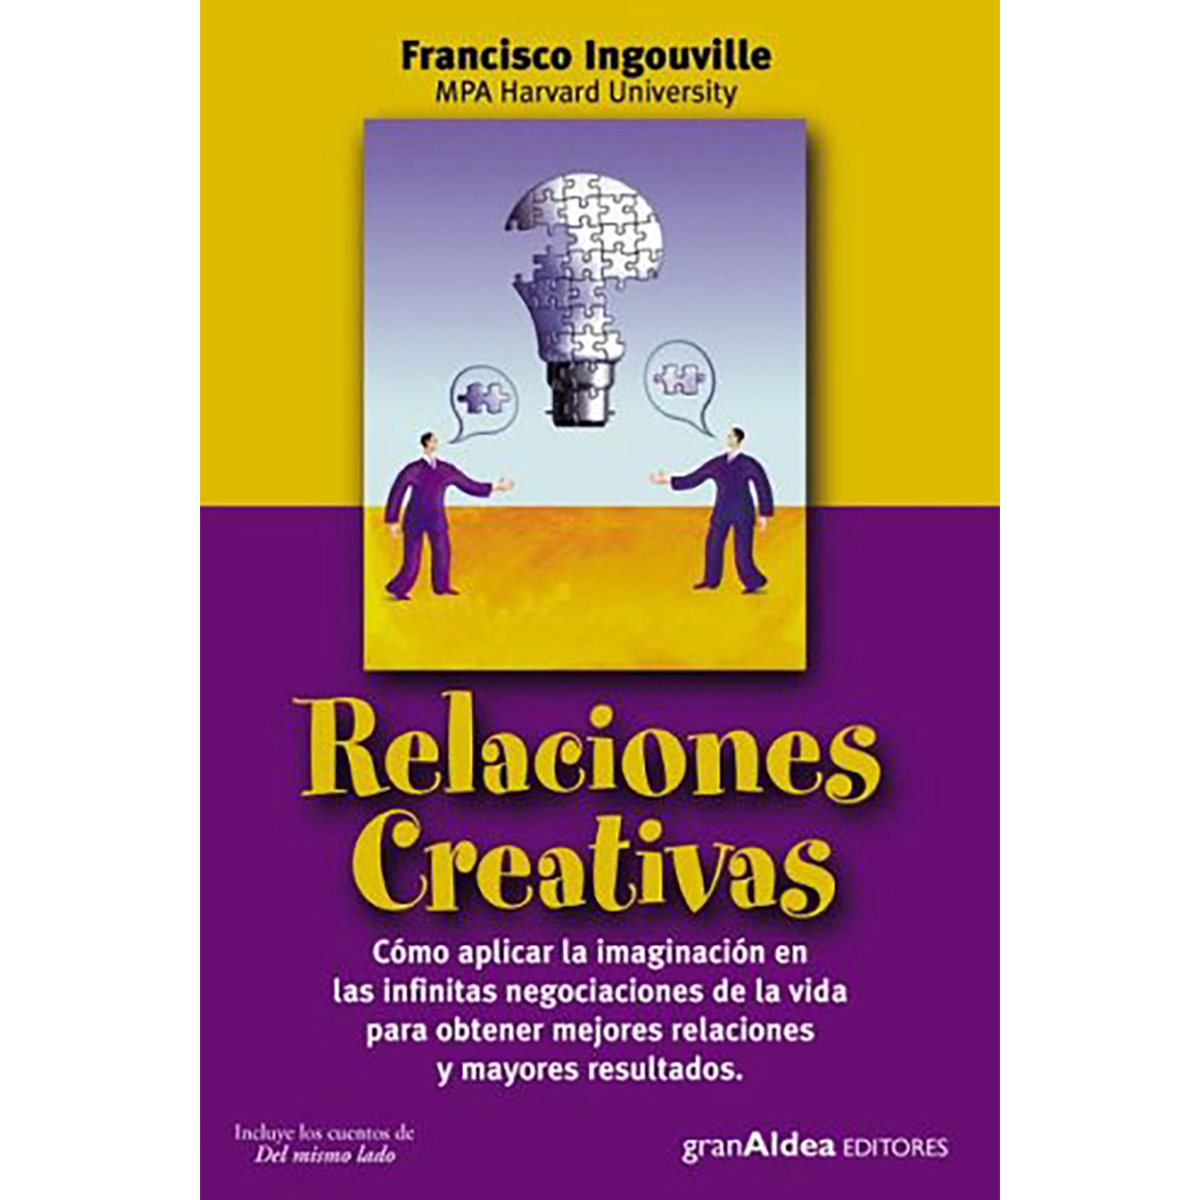 Francisco Ingouville
MPA Harvard University
Relaciones
Creativas
Cómo aplicar la imaginación en
las infinitas negociaciones de la vida
para obtener mejores relaciones
y mayores resultados.
Incluye los cuentos de
Del mismo lado
granAldea EDITORES